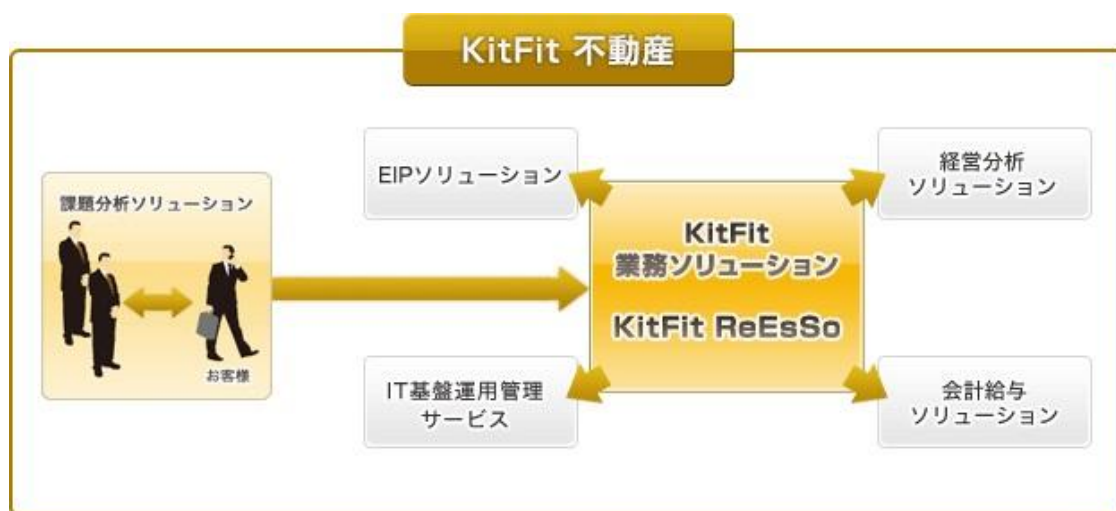 KitFit 不動産
課題分析ソリューション
お客様
EIPソリューション
経営分析
ソリューション
KitFit
業務ソリューション
KitFit ReEsSo
IT基盤運用管理
サービス
会計給与
ソリューション